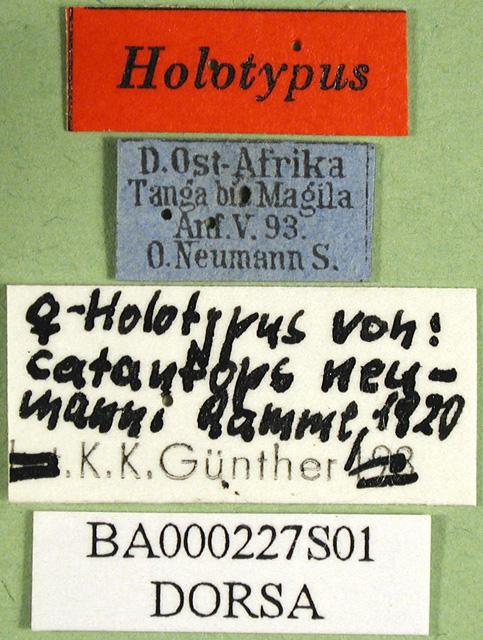 Holotypus
D. Ost-Afrika
Tanga bis Magila
Anf. V. 93.
O. Neumann S.
♀-Holotypus von:
Catantops neu-
manni Ramme, 1920
.K.K.Günther
BA000227S01
DORSA